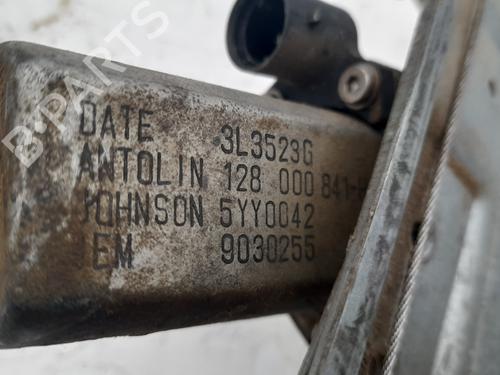 B-PARTS
DATE 3L3523G
ANTOLIN 128 000 841-
JOHNSON 5YY0042
EM 9030255